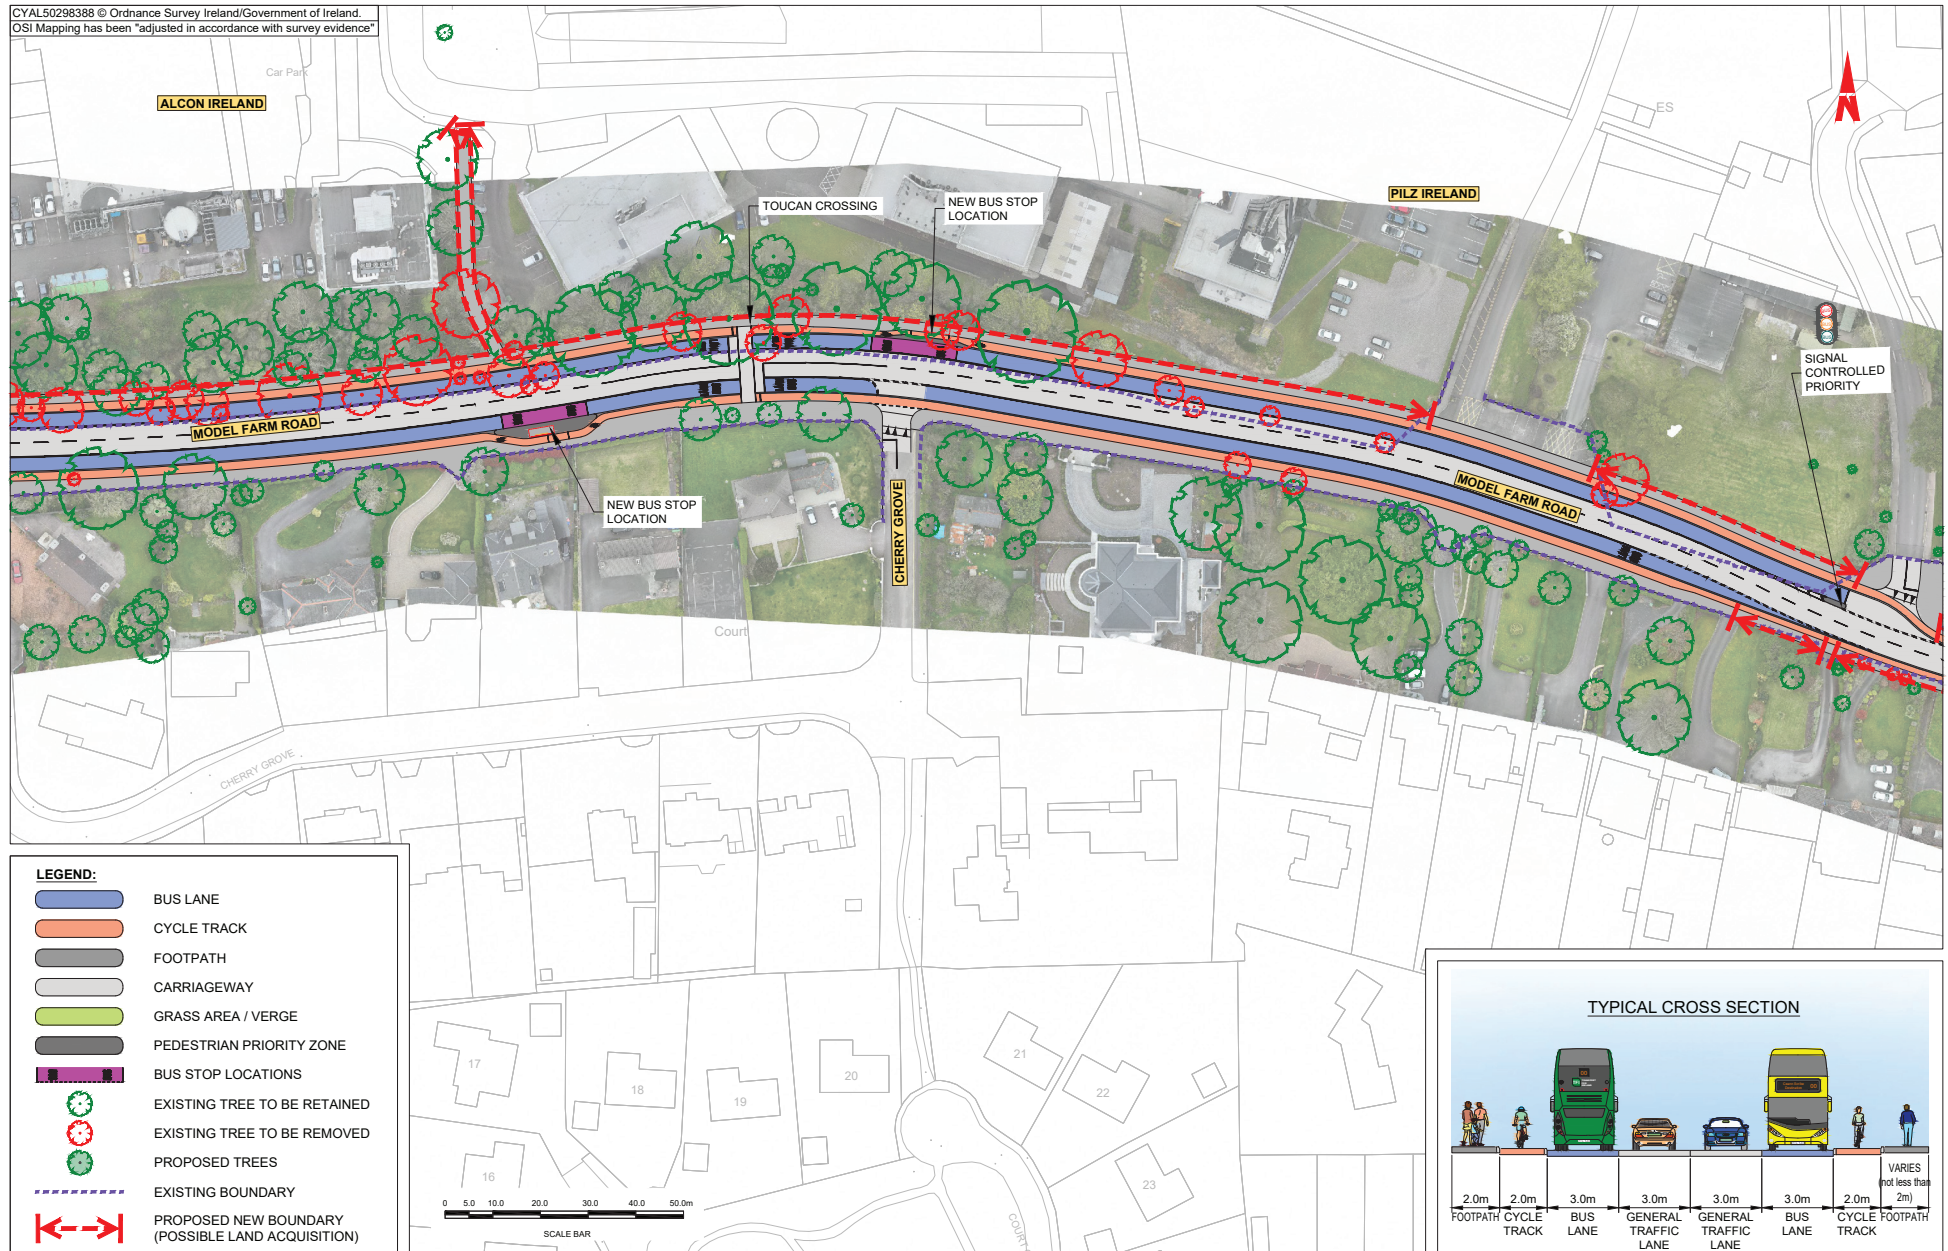 CYAL50298388 © Ordnance Survey Ireland/Government of Ireland.
OSI Mapping has been "adjusted in accordance with survey evidence"
Car Park
ALCON IRELAND
ES
PILZ IRELAND
N
TOUCAN CROSSING
NEW BUS STOP
LOCATION
SIGNAL
CONTROLLED
PRIORITY
MODEL FARM ROAD
NEW BUS STOP
LOCATION
CHERRY GROVE
MODEL FARM ROAD
Court
CHERRY GROVE
LEGEND:
BUS LANE
CYCLE TRACK
FOOTPATH
CARRIAGEWAY
GRASS AREA / VERGE
PEDESTRIAN PRIORITY ZONE
BUS STOP LOCATIONS
EXISTING TREE TO BE RETAINED
EXISTING TREE TO BE REMOVED
PROPOSED TREES
EXISTING BOUNDARY
PROPOSED NEW BOUNDARY
(POSSIBLE LAND ACQUISITION)
17
18
19
20
21
22
16
23
COURT
0 5.0 10.0 20.0 30.0 40.0 50.0m
SCALE BAR
TYPICAL CROSS SECTION
VARIES
(not less than
2m)
2.0m 2.0m 3.0m 3.0m 3.0m 3.0m 2.0m
FOOTPATH CYCLE TRACK BUS LANE GENERAL TRAFFIC LANE GENERAL TRAFFIC LANE BUS LANE CYCLE TRACK FOOTPATH